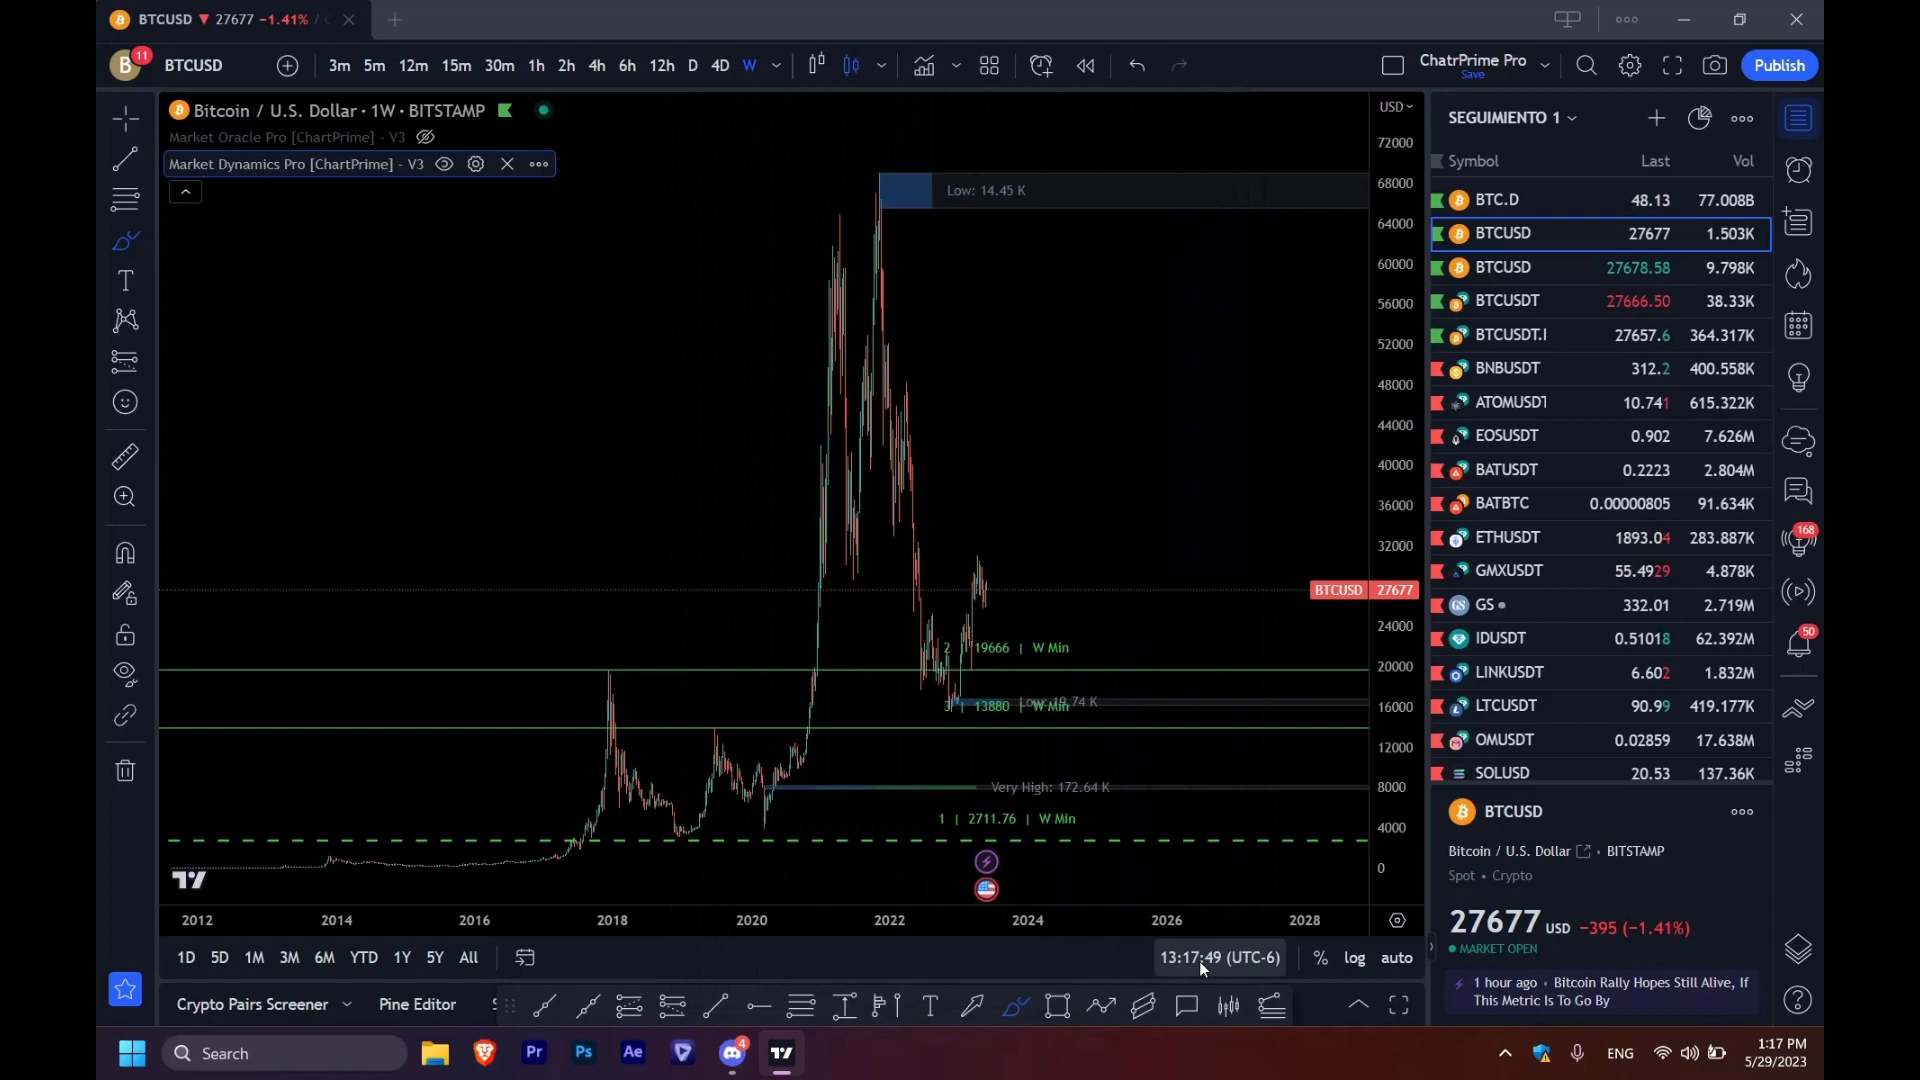 BTCUSD ▼ 27677 −1.41% /
B 11 BTCUSD 3m 5m 12m 15m 30m 1h 2h 4h 6h 12h D 4D W
ChatrPrime Pro
Save
Publish
Bitcoin / U.S. Dollar · 1W · BITSTAMP
Market Oracle Pro [ChartPrime] - V3
Market Dynamics Pro [ChartPrime] - V3
Low: 14.45 K
2 19666 | W Min
Low: 19.74 K
3 | 13880 | W Min
Very High: 172.64 K
1 | 2711.76 | W Min
USD
72000
68000
64000
60000
56000
52000
48000
44000
40000
36000
32000
BTCUSD 27677
24000
20000
16000
12000
8000
4000
0
2012 2014 2016 2018 2020 2022 2024 2026 2028
1D 5D 1M 3M 6M YTD 1Y 5Y All
13:17:49 (UTC-6) % log auto
Crypto Pairs Screener Pine Editor
SEGUIMIENTO 1
Symbol Last Vol
BTC.D 48.13 77.008B
BTCUSD 27677 1.503K
BTCUSD 27678.58 9.798K
BTCUSDT 27666.50 38.33K
BTCUSDT.I 27657.6 364.317K
BNBUSDT 312.2 400.558K
ATOMUSDT 10.741 615.322K
EOSUSDT 0.902 7.626M
BATUSDT 0.2223 2.804M
BATBTC 0.00000805 91.634K
ETHUSDT 1893.04 283.887K
GMXUSDT 55.4929 4.878K
GS GS 332.01 2.719M
IDUSDT 0.51018 62.392M
LINKUSDT 6.602 1.832M
LTCUSDT 90.99 419.177K
OMUSDT 0.02859 17.638M
SOLUSD 20.53 137.36K
168
50
BTCUSD
Bitcoin / U.S. Dollar • BITSTAMP
Spot • Crypto
27677 USD −395 (−1.41%)
MARKET OPEN
1 hour ago • Bitcoin Rally Hopes Still Alive, If
This Metric Is To Go By
Search
Pr Ps Ae 4
ENG
1:17 PM
5/29/2023